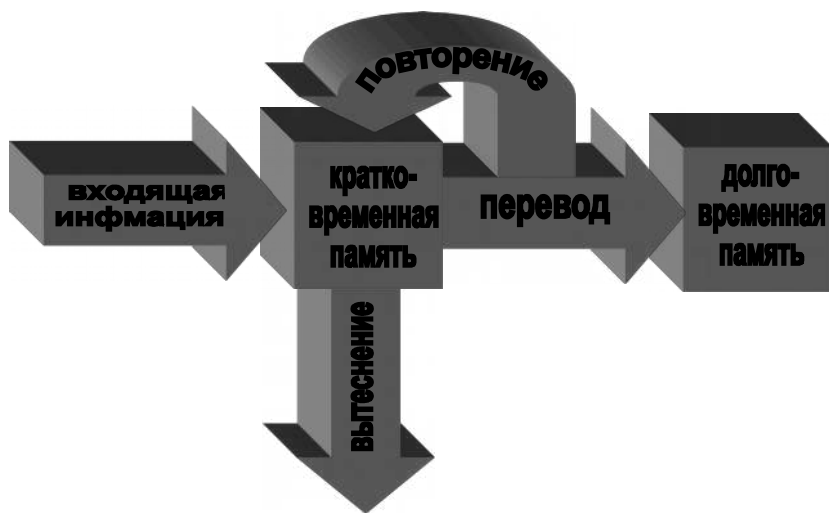 повторение
входящая
инфмация
кратко-
временная
память
перевод
долго-
временная
память
вытеснение